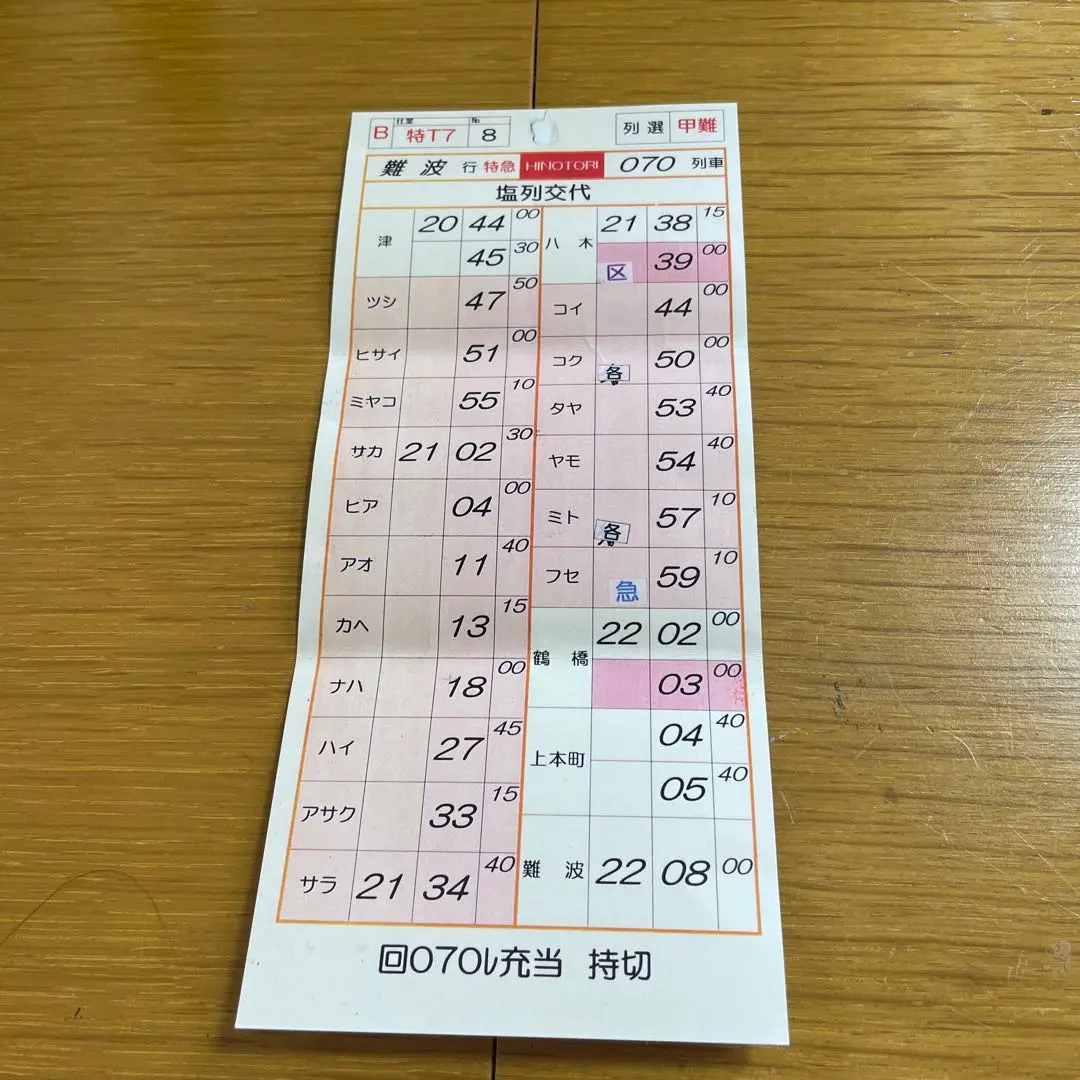 B 仕業 特T7 No 8 列選 甲難
難波 行 特急 HINOTORI 070 列車
塩列交代
津 20 44 00
45 30
ツシ 47 50
ヒサイ 51 00
ミヤコ 55 10
サカ 21 02 30
ヒア 04 00
アオ 11 40
カヘ 13 15
ナハ 18 00
ハイ 27 45
アサク 33 15
サラ 21 34 40
八木 21 38 15
区 39 00
コイ 44 00
コク 各 50 00
タヤ 53 40
ヤモ 54 40
ミト 各 57 10
フセ 急 59 10
鶴橋 22 02 00
03 00
上本町 04 40
05 40
難波 22 08 00
回070レ充当 持切